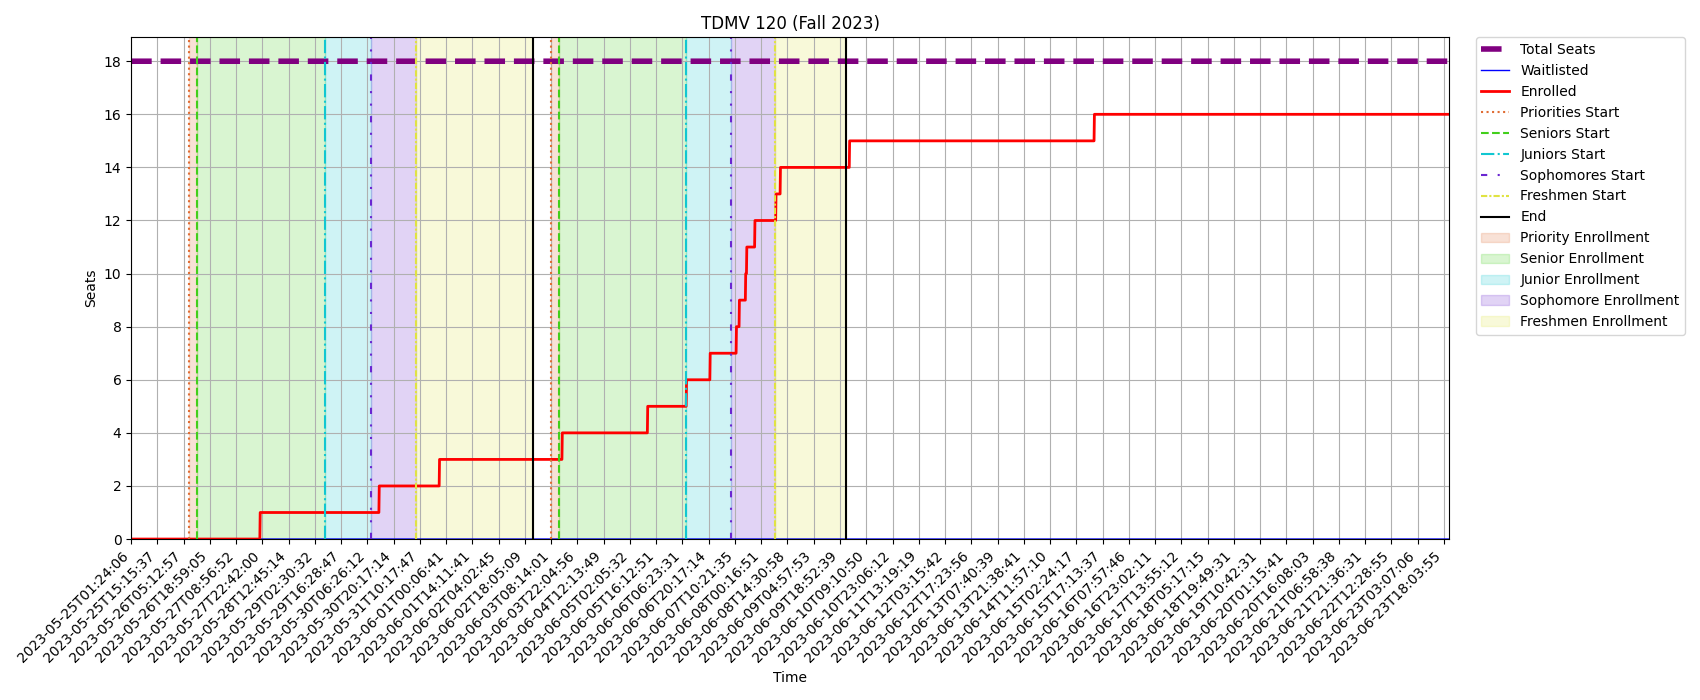 TDMV 120 (Fall 2023)
Seats
18
16
14
12
10
8
6
4
2
0
2023-05-25T01:24:06
2023-05-25T15:15:37
2023-05-26T05:12:57
2023-05-26T18:59:05
2023-05-27T08:56:52
2023-05-27T22:42:00
2023-05-28T12:45:14
2023-05-29T02:30:32
2023-05-29T16:28:47
2023-05-30T06:26:12
2023-05-30T20:17:14
2023-05-31T10:17:47
2023-06-01T00:06:41
2023-06-01T14:11:41
2023-06-02T04:02:45
2023-06-02T18:05:09
2023-06-03T08:14:01
2023-06-03T22:04:56
2023-06-04T12:13:49
2023-06-05T02:05:32
2023-06-05T16:12:51
2023-06-06T06:23:31
2023-06-06T20:17:14
2023-06-07T10:21:35
2023-06-08T00:16:51
2023-06-08T14:30:58
2023-06-09T04:57:53
2023-06-09T18:52:39
2023-06-10T09:10:50
2023-06-10T23:06:12
2023-06-11T13:19:19
2023-06-12T03:15:42
2023-06-12T17:23:56
2023-06-13T07:40:39
2023-06-13T21:38:41
2023-06-14T11:57:10
2023-06-15T02:24:17
2023-06-15T17:13:37
2023-06-16T07:57:46
2023-06-16T23:02:11
2023-06-17T13:55:12
2023-06-18T05:17:15
2023-06-18T19:49:31
2023-06-19T10:42:31
2023-06-20T01:15:41
2023-06-20T16:08:03
2023-06-21T06:58:38
2023-06-21T21:36:31
2023-06-22T12:28:55
2023-06-23T03:07:06
2023-06-23T18:03:55
Time
Total Seats
Waitlisted
Enrolled
Priorities Start
Seniors Start
Juniors Start
Sophomores Start
Freshmen Start
End
Priority Enrollment
Senior Enrollment
Junior Enrollment
Sophomore Enrollment
Freshmen Enrollment